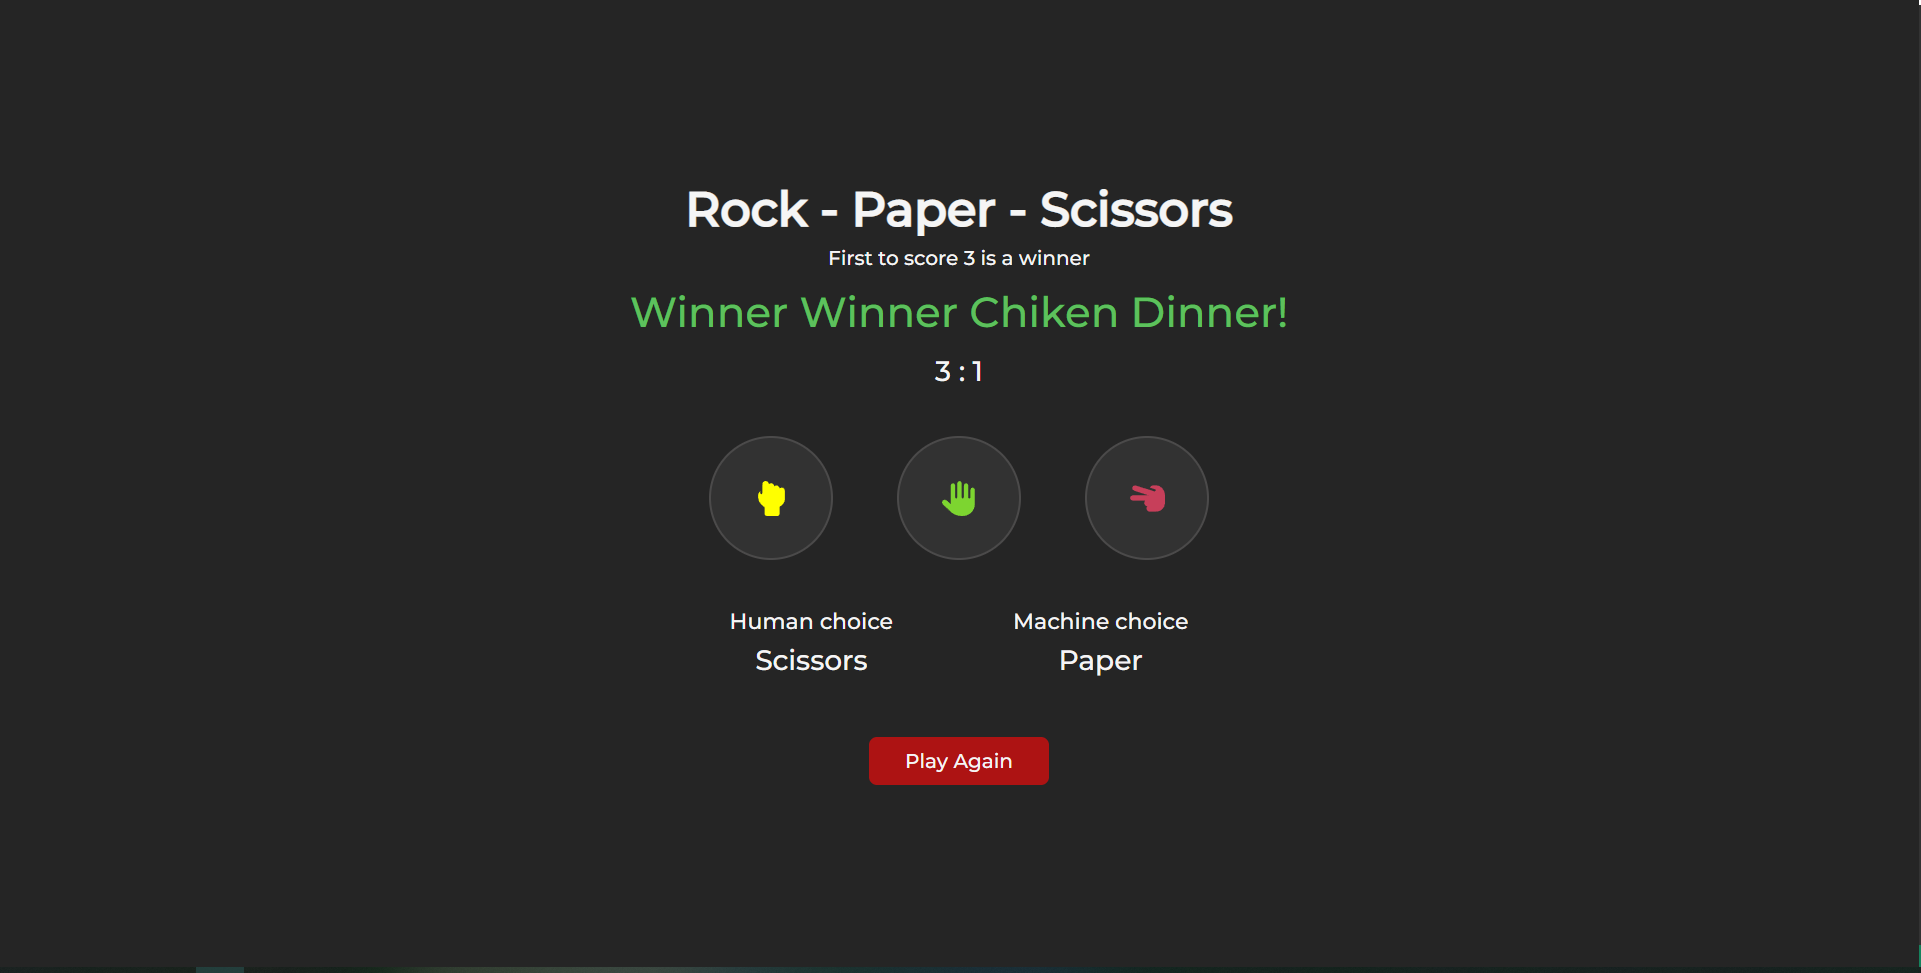 Rock - Paper - Scissors
First to score 3 is a winner
Winner Winner Chiken Dinner!
3 : 1
Human choice
Machine choice
Scissors
Paper
Play Again